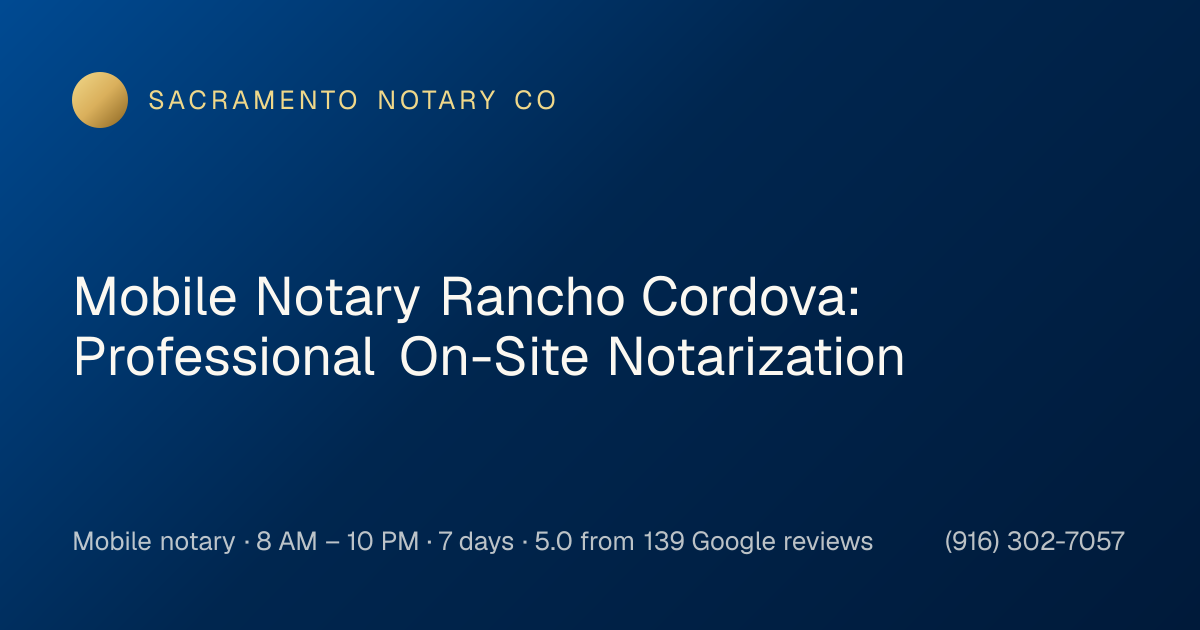 SACRAMENTO NOTARY CO
Mobile Notary Rancho Cordova:
Professional On-Site Notarization
Mobile notary · 8 AM – 10 PM · 7 days · 5.0 from 139 Google reviews
(916) 302-7057